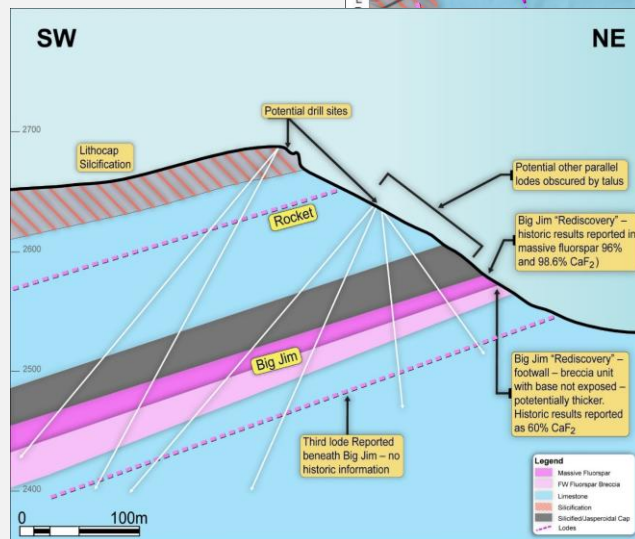 SW
NE
2700
2600
2500
2400
Lithocap
Silcification
Potential drill sites
Rocket
Potential other parallel
lodes obscured by talus
Big Jim “Rediscovery” –
historic results reported in
massive fluorspar 96%
and 98.6% CaF₂)
Big Jim
Big Jim “Rediscovery” –
footwall – breccia unit
with base not exposed –
potetentially thicker.
Historic results reported
as 60% CaF₂
Third lode Reported
beneath Big Jim – no
historic information
Legend
Massive Fluorspar
FW Fluorspar Breccia
Limestone
Silicification
Silicified/Jasperoidal Cap
Lodes
0 100m